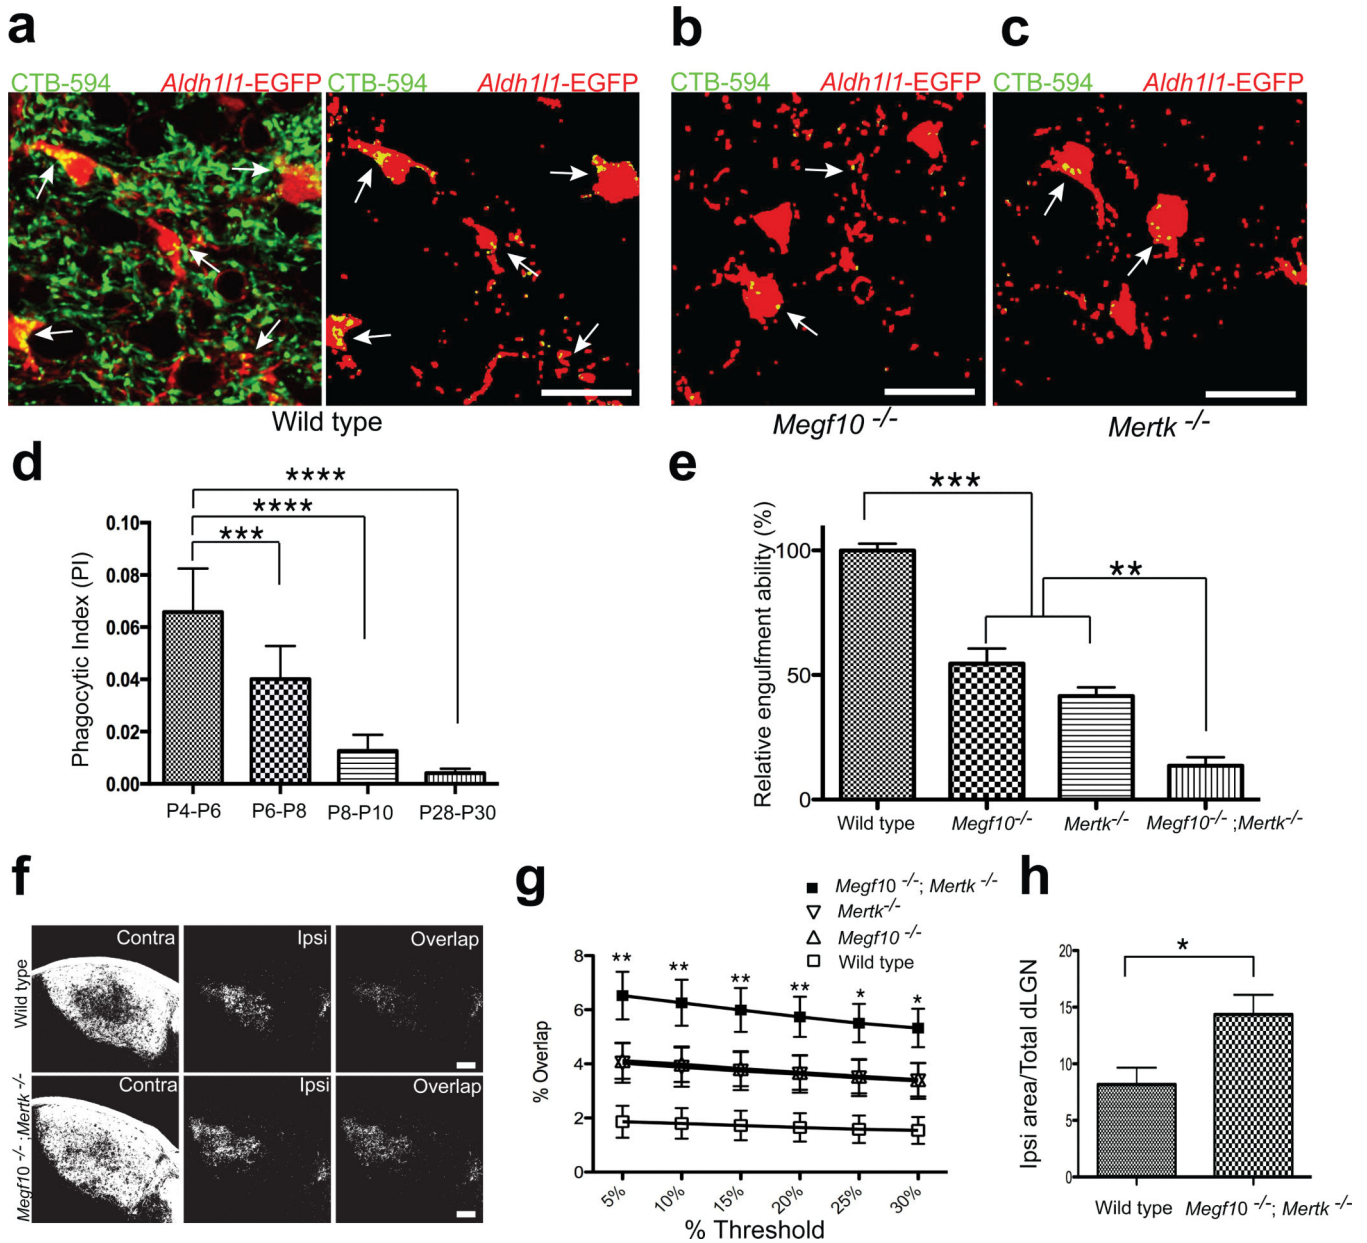 a
b
c
CTB-594 Aldh1l1-EGFP
CTB-594 Aldh1l1-EGFP
CTB-594 Aldh1l1-EGFP
CTB-594 Aldh1l1-EGFP
Wild type
Megf10 -/-
Mertk -/-
d
****
****
***
Phagocytic Index (PI)
0.10
0.08
0.06
0.04
0.02
0.00
P4-P6 P6-P8 P8-P10 P28-P30
e
***
**
Relative engulfment ability (%)
100
50
0
Wild type Megf10-/- Mertk-/- Megf10-/- ;Mertk-/-
f
Wild type
Contra Ipsi Overlap
Megf10 -/- ;Mertk -/-
Contra Ipsi Overlap
g
Megf10 -/-; Mertk -/-
Mertk-/-
Megf10 -/-
Wild type
% Overlap
8
6
4
2
0
** ** ** ** * *
5% 10% 15% 20% 25% 30%
% Threshold
h
*
Ipsi area/Total dLGN
20
15
10
5
0
Wild type Megf10 -/-; Mertk -/-